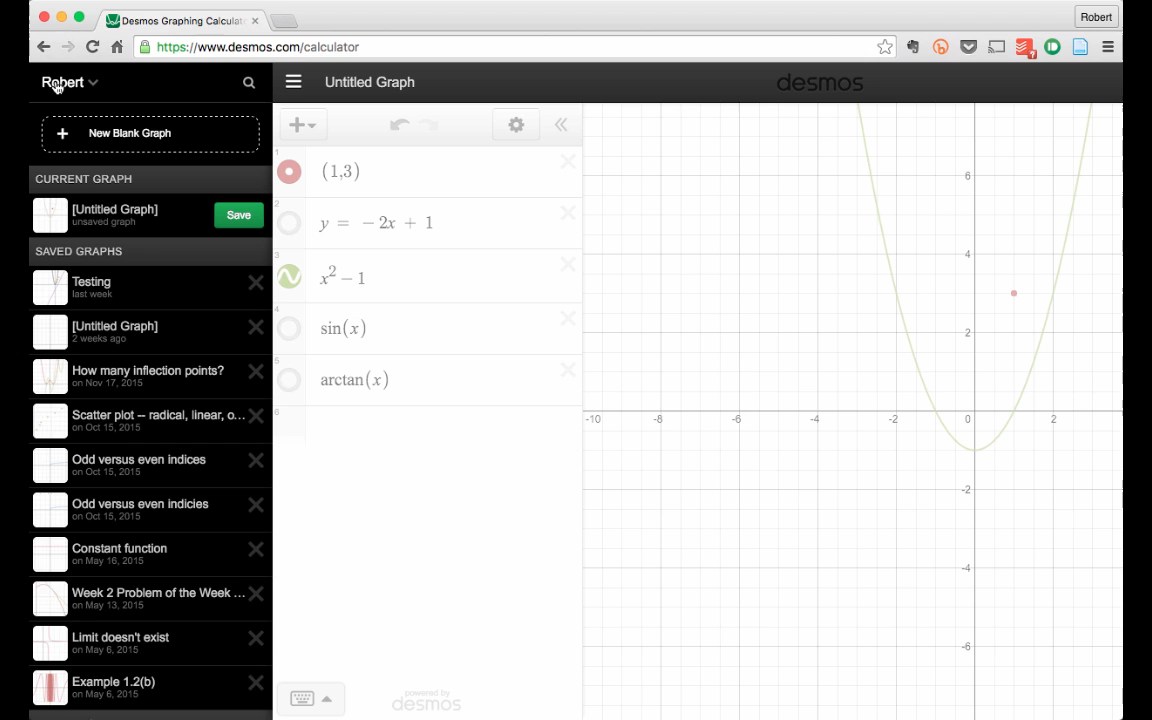 Desmos Graphing Calculat
Robert
https://www.desmos.com/calculator
7
Robert
Untitled Graph
desmos
+ New Blank Graph
CURRENT GRAPH
[Untitled Graph]
unsaved graph
Save
SAVED GRAPHS
Testing
last week
[Untitled Graph]
2 weeks ago
How many inflection points?
on Nov 17, 2015
Scatter plot -- radical, linear, o...
on Oct 15, 2015
Odd versus even indices
on Oct 15, 2015
Odd versus even indicies
on Oct 15, 2015
Constant function
on May 16, 2015
Week 2 Problem of the Week ...
on May 13, 2015
Limit doesn't exist
on May 6, 2015
Example 1.2(b)
on May 6, 2015
1
(1,3)
2
y = − 2x + 1
3
x² − 1
4
sin(x)
5
arctan(x)
6
powered by
desmos
6
4
2
-10 -8 -6 -4 -2 0 2
-2
-4
-6